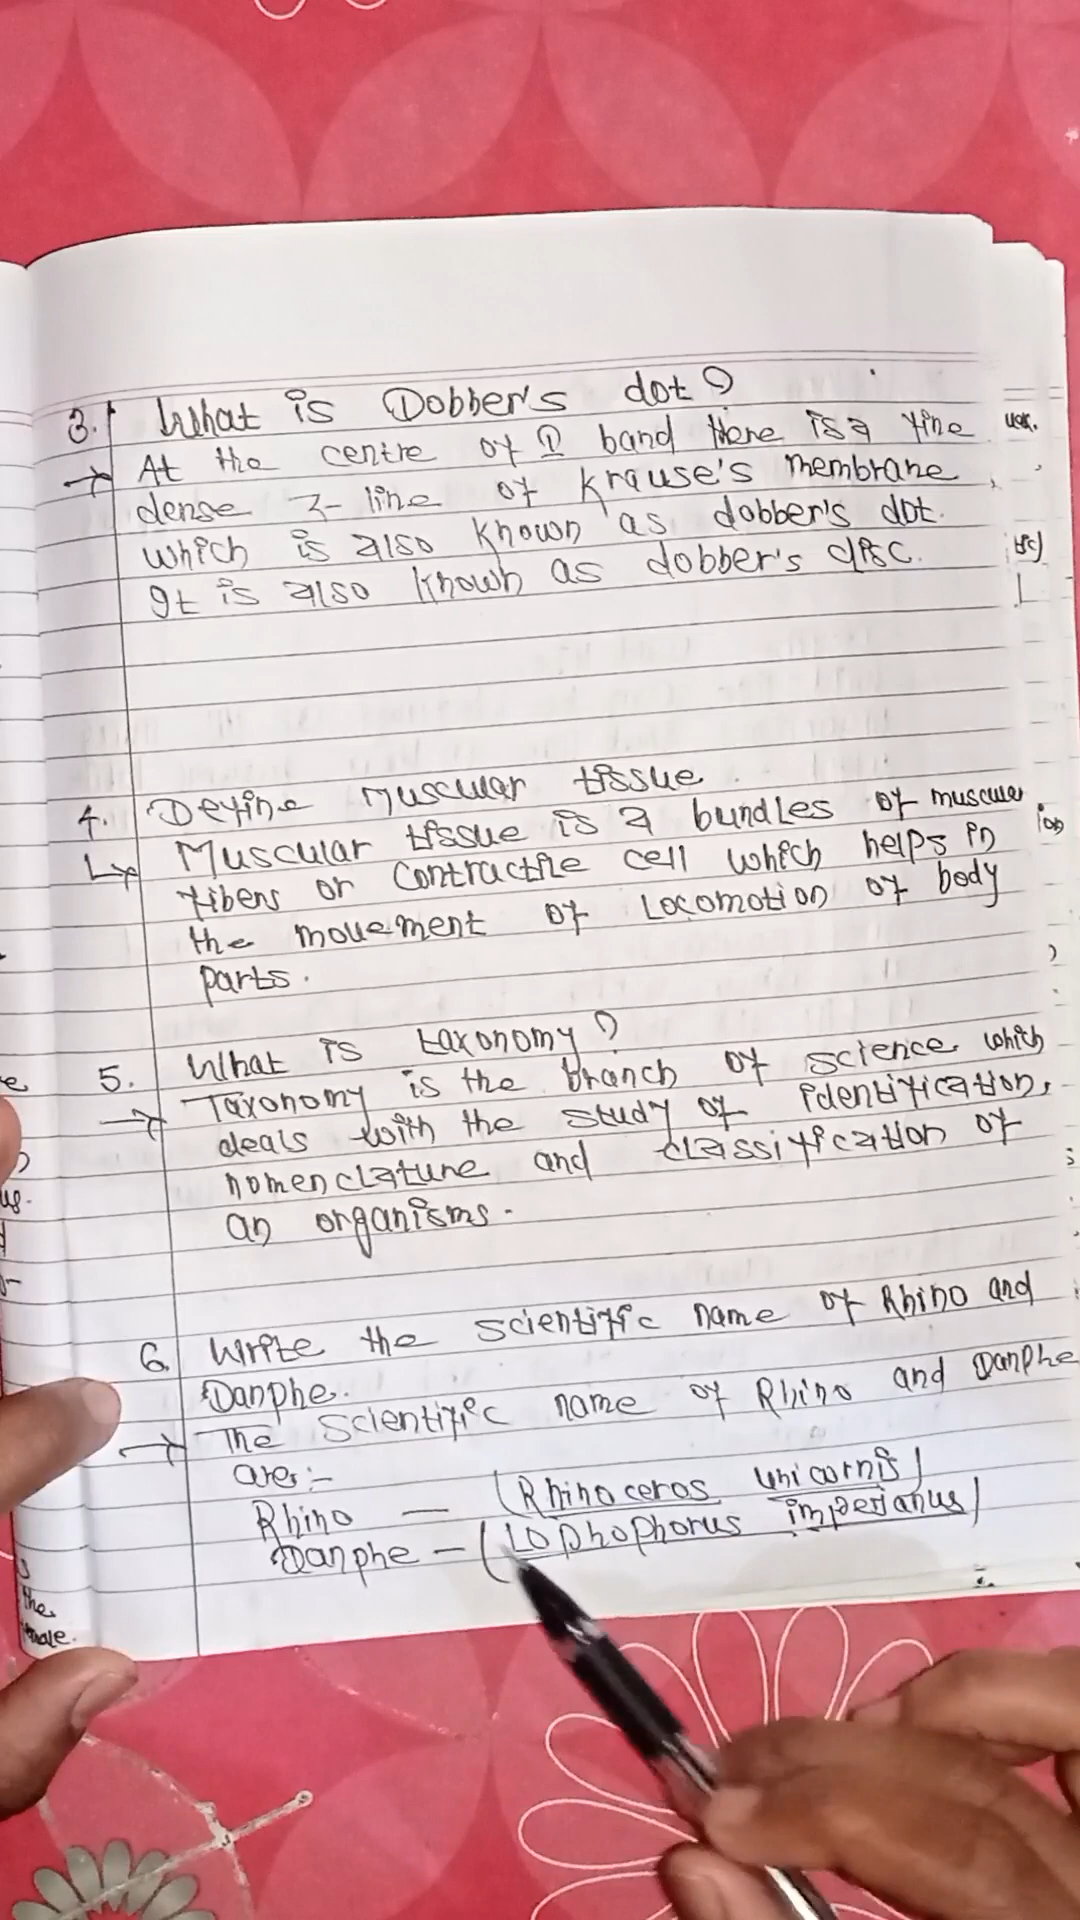 3. What is Dobber's dot?
→ At the centre of I band there is a fine
dense z-line of Krause's membrane,
which is also known as dobber's dot.
It is also known as dobber's disc.
4. Define Muscular tissue.
↳ Muscular tissue is a bundles of muscular
fibers or contractile cell which helps in
the movement of Locomotion of body
parts.
5. What is taxonomy?
→ Taxonomy is the branch of science which
deals with the study of identification,
nomenclature and classification of
an organisms.
6. Write the scientific name of Rhino and
Danphe.
→ The scientific name of Rhino and Danphe
are:-
Rhino — (Rhinoceros unicornis)
Danphe - (Lophophorus impejanus)
the